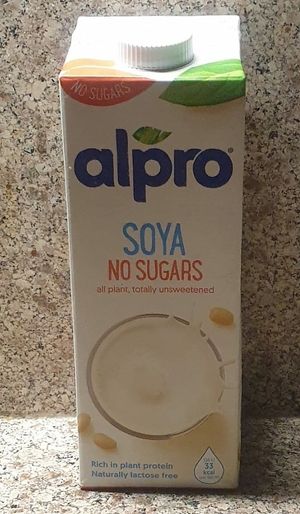 NO SUGARS
alpro
SOYA
NO SUGARS
all plant, totally unsweetened
Rich in plant protein
Naturally lactose free
33
kcal